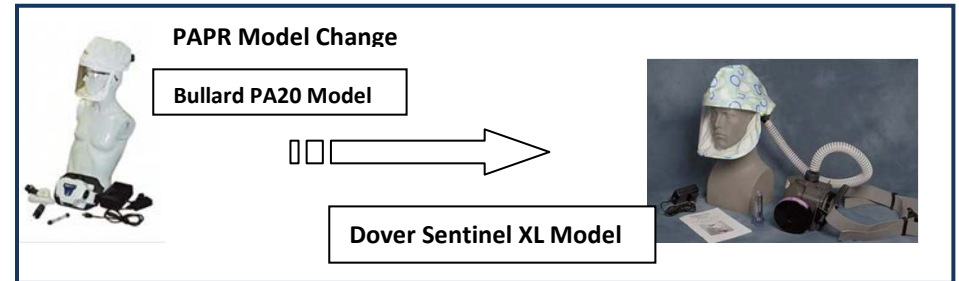 PAPR Model Change
Bullard PA20 Model
Dover Sentinel XL Model